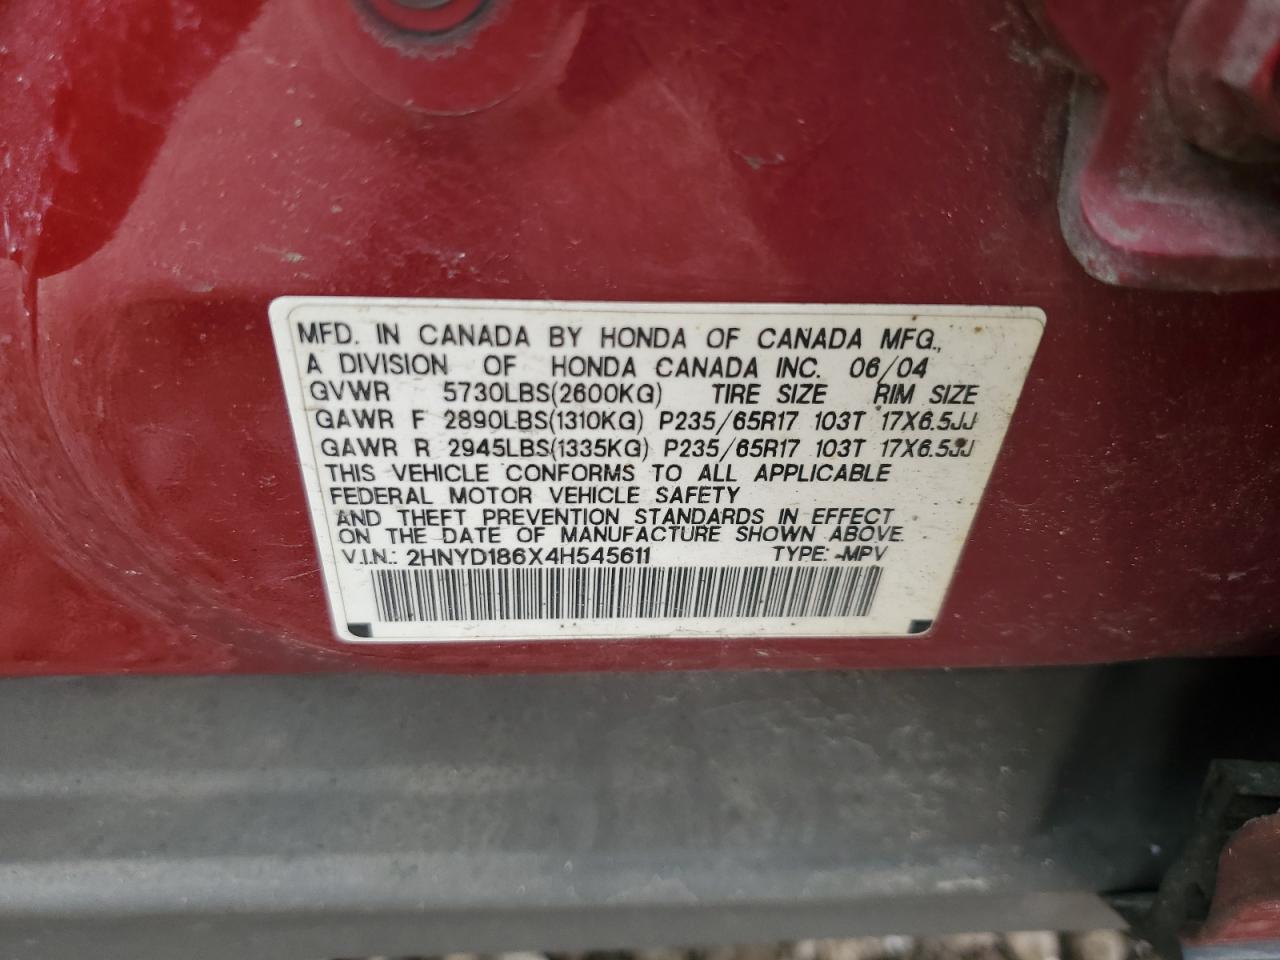 MFD. IN CANADA BY HONDA OF CANADA MFG.,
A DIVISION OF HONDA CANADA INC. 06/04
GVWR 5730LBS(2600KG) TIRE SIZE RIM SIZE
GAWR F 2890LBS(1310KG) P235/65R17 103T 17X6.5JJ
GAWR R 2945LBS(1335KG) P235/65R17 103T 17X6.5JJ
THIS VEHICLE CONFORMS TO ALL APPLICABLE
FEDERAL MOTOR VEHICLE SAFETY
AND THEFT PREVENTION STANDARDS IN EFFECT
ON THE DATE OF MANUFACTURE SHOWN ABOVE.
V.I.N.: 2HNYD186X4H545611 TYPE: MPV